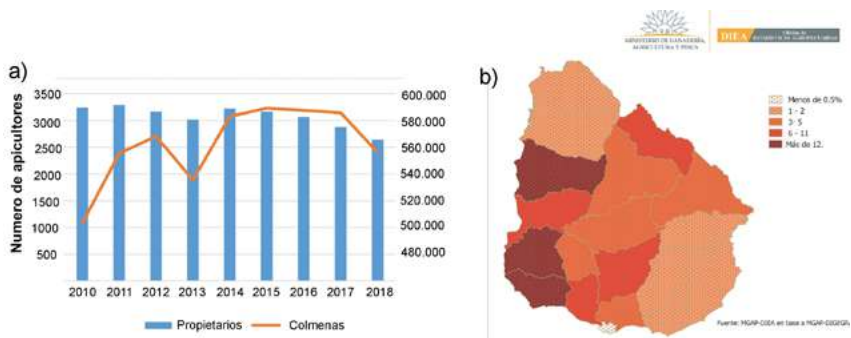 MINISTERIO DE GANADERÍA,
AGRICULTURA Y PESCA
DIEA
a)
Numero de apicultores
3500
3000
2500
2000
1500
1000
500
600.000
580.000
560.000
540.000
520.000
500.000
480.000
2010 2011 2012 2013 2014 2015 2016 2017 2018
Propietarios Colmenas
b)
Menos de 0.5%
1 - 2
3- 5
6 - 11
Más de 12.
Fuente: MGAP-DIEA en base a MGAP-DIGEGRA